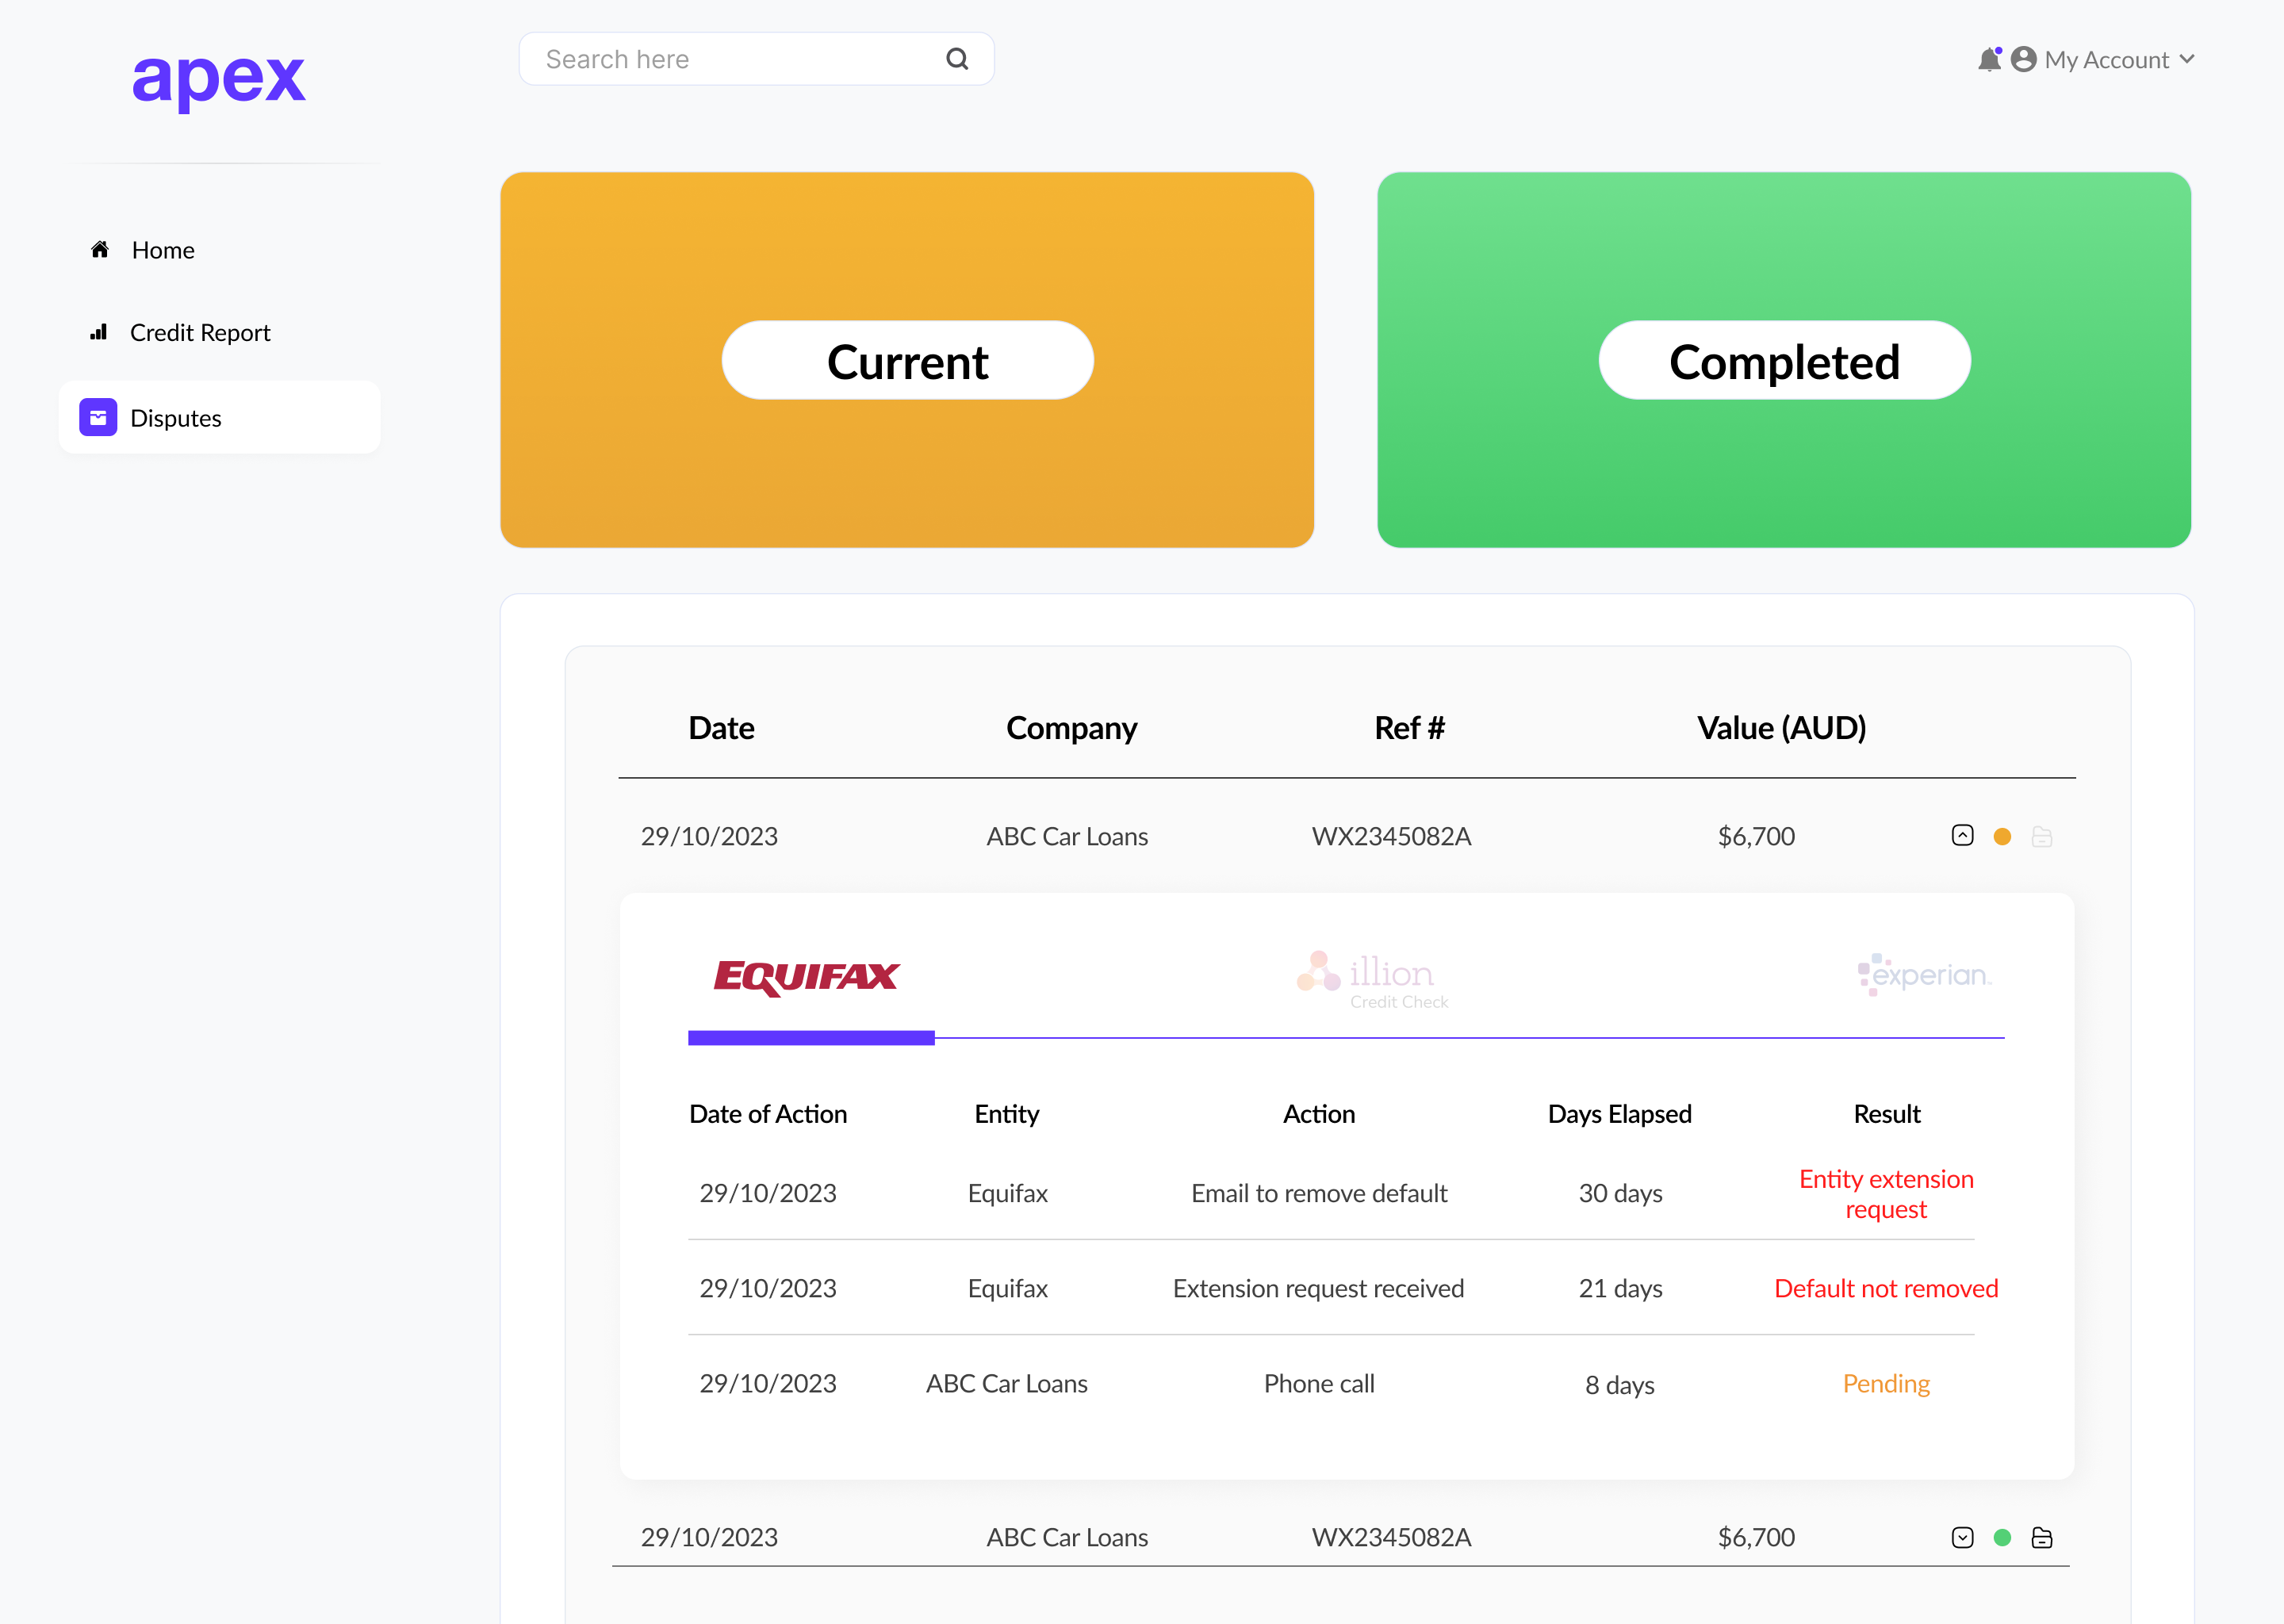 apex
Search here
My Account
Home
Credit Report
Disputes
Current
Completed
Date Company Ref # Value (AUD)
29/10/2023 ABC Car Loans WX2345082A $6,700
EQUIFAX
illion
Credit Check
experian.
Date of Action Entity Action Days Elapsed Result
29/10/2023 Equifax Email to remove default 30 days Entity extension
request
29/10/2023 Equifax Extension request received 21 days Default not removed
29/10/2023 ABC Car Loans Phone call 8 days Pending
29/10/2023 ABC Car Loans WX2345082A $6,700